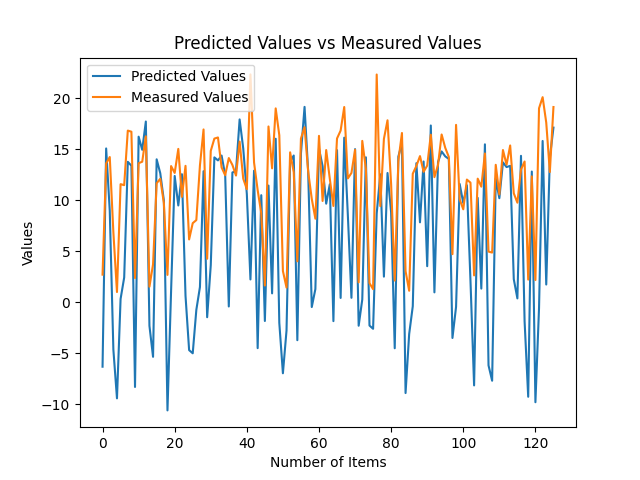 Predicted Values vs Measured Values
Predicted Values
Measured Values
Values
20
15
10
5
0
−5
−10
0
20
40
60
80
100
120
Number of Items